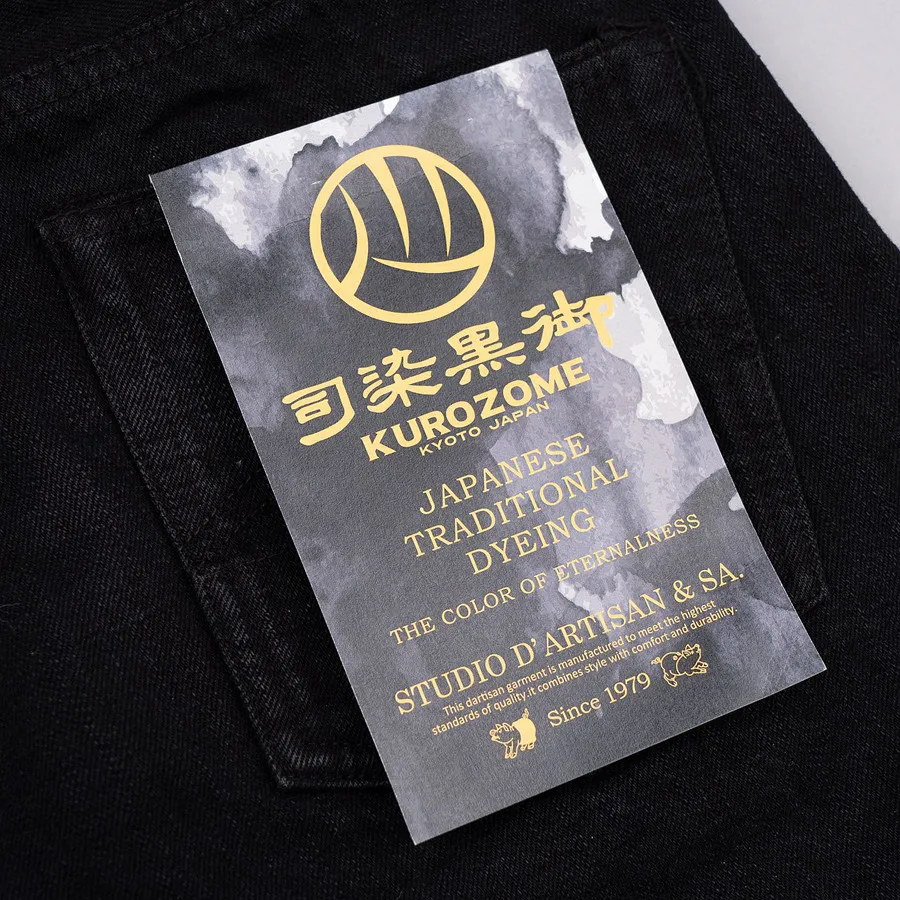 司染黒御
KUROZOME
KYOTO JAPAN
JAPANESE
TRADITIONAL
DYEING
THE COLOR OF ETERNALNESS
STUDIO D'ARTISAN & SA.
This dartisan garment is manufactured to meet the highest
standards of quality.it combines style with comfort and durability.
Since 1979